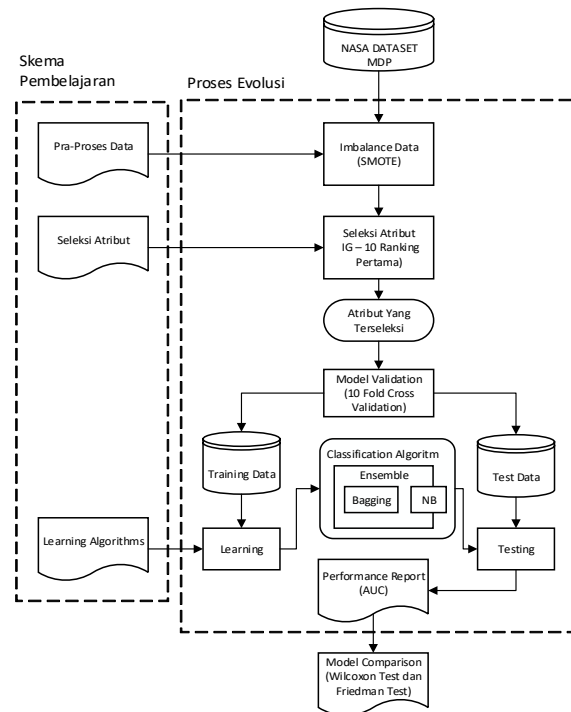 NASA DATASET
MDP
Skema
Pembelajaran
Proses Evolusi
Pra-Proses Data
Imbalance Data
(SMOTE)
Seleksi Atribut
Seleksi Atribut
IG – 10 Ranking
Pertama)
Atribut Yang
Terseleksi
Model Validation
(10 Fold Cross
Validation)
Training Data
Classification Algoritm
Ensemble
Bagging
NB
Test Data
Learning Algorithms
Learning
Testing
Performance Report
(AUC)
Model Comparison
(Wilcoxon Test dan
Friedman Test)